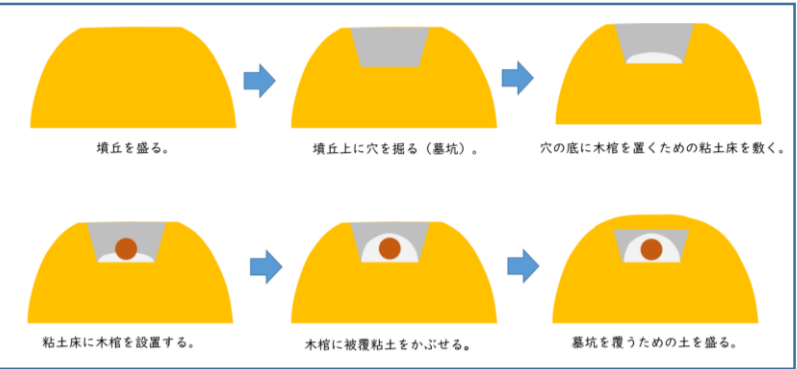 墳丘を盛る。
墳丘上に穴を掘る（墓坑）。
穴の底に木棺を置くための粘土床を敷く。
粘土床に木棺を設置する。
木棺に被覆粘土をかぶせる。
墓坑を覆うための土を盛る。